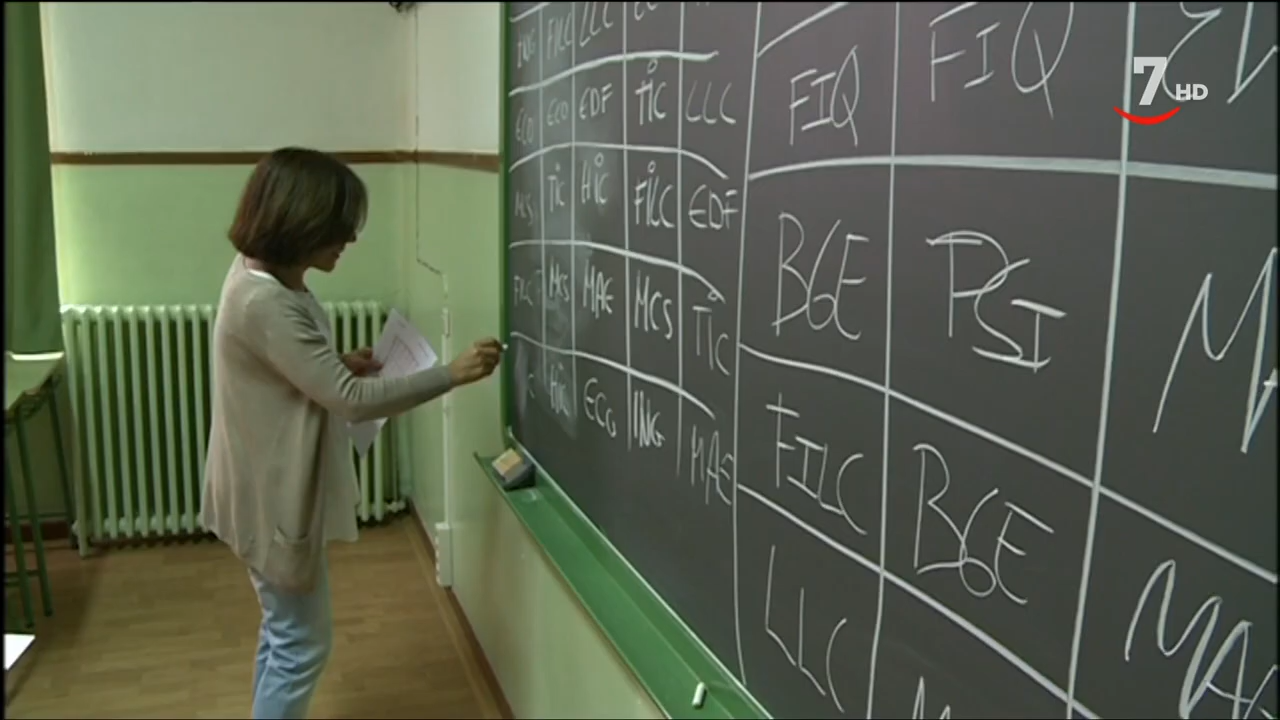 ING FILC LLC
ECO ECO EDF TIC LLC
MCS TIC HIC FILC EDF
FILC MCS MAE MCS TIC
HIC ECO ING MAE
FIQ FIQ
BGE PSI
FILC BGE
LLC
7 HD